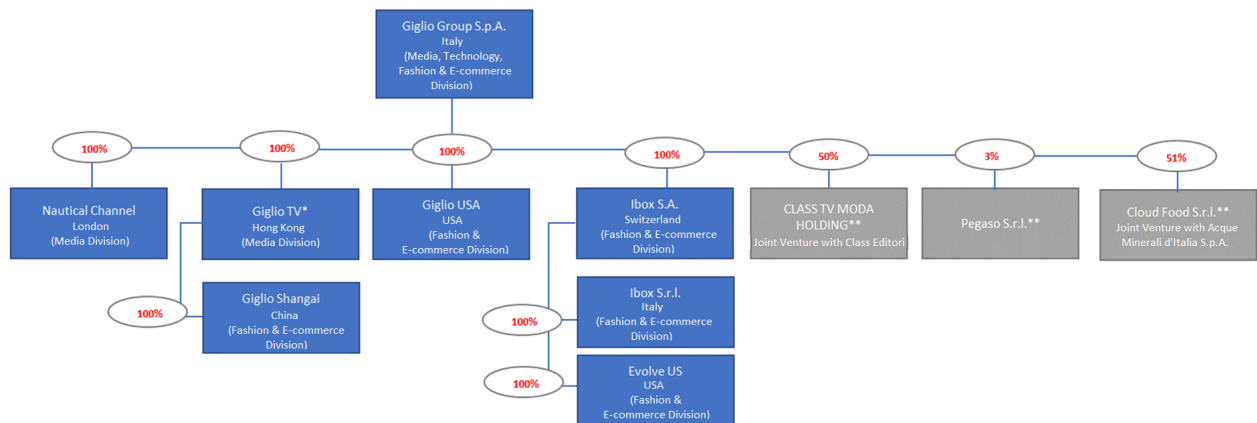 Giglio Group S.p.A.
Italy
(Media, Technology,
Fashion & E-commerce
Division)
100%
100%
100%
100%
50%
3%
51%
Nautical Channel
London
(Media Division)
Giglio TV*
Hong Kong
(Media Division)
Giglio USA
USA
(Fashion &
E-commerce Division)
Ibox S.A.
Switzerland
(Fashion & E-commerce
Division)
CLASS TV MODA
HOLDING**
Joint Venture with Class Editori
Pegaso S.r.l.**
Cloud Food S.r.l.**
Joint Venture with Acque
Minerali d'Italia S.p.A.
100%
Giglio Shangai
China
(Fashion & E-commerce
Division)
100%
Ibox S.r.l.
Italy
(Fashion & E-commerce
Division)
100%
Evolve US
USA
(Fashion &
E-commerce Division)